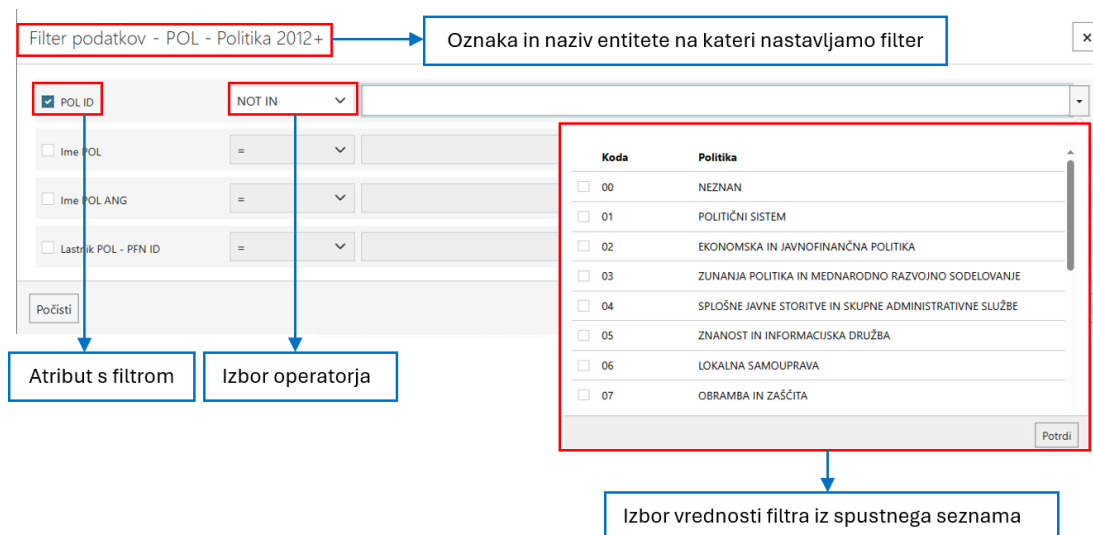 Filter podatkov - POL - Politika 2012+
Oznaka in naziv entitete na kateri nastavljamo filter
×
POL ID
NOT IN
Ime POL
=
Ime POL ANG
=
Lastnik POL - PFN ID
=
Koda Politika
00 NEZNAN
01 POLITIČNI SISTEM
02 EKONOMSKA IN JAVNOFINANČNA POLITIKA
03 ZUNANJA POLITIKA IN MEDNARODNO RAZVOJNO SODELOVANJE
04 SPLOŠNE JAVNE STORITVE IN SKUPNE ADMINISTRATIVNE SLUŽBE
05 ZNANOST IN INFORMACIJSKA DRUŽBA
06 LOKALNA SAMOUPRAVA
07 OBRAMBA IN ZAŠČITA
Počisti
Potrdi
Atribut s filtrom
Izbor operatorja
Izbor vrednosti filtra iz spustnega seznama